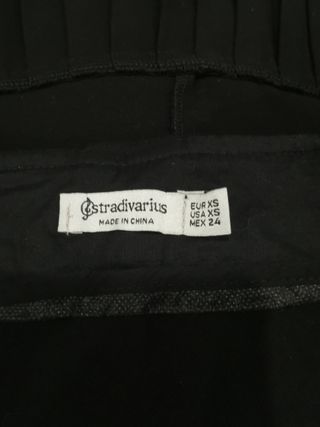 stradivarius
MADE IN CHINA
EUR XS
USA XS
MEX 24